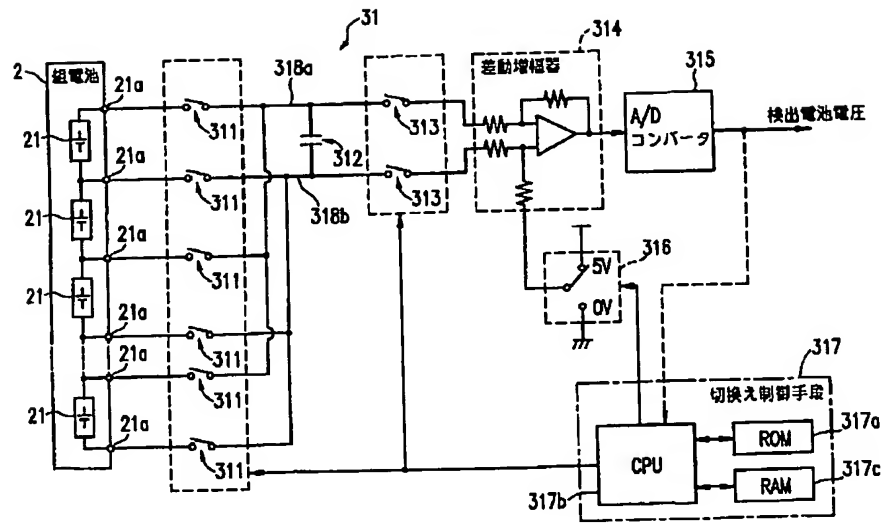 31
2
組電池
21a
318a
314
差動増幅器
315
21
311
312
313
A/D
コンバータ
検出電池電圧
21a
21
311
318b
313
21a
311
316
5V
0V
21
21a
311
21a
311
317
切換え制御手段
21
21a
311
CPU
317b
ROM
317a
RAM
317c